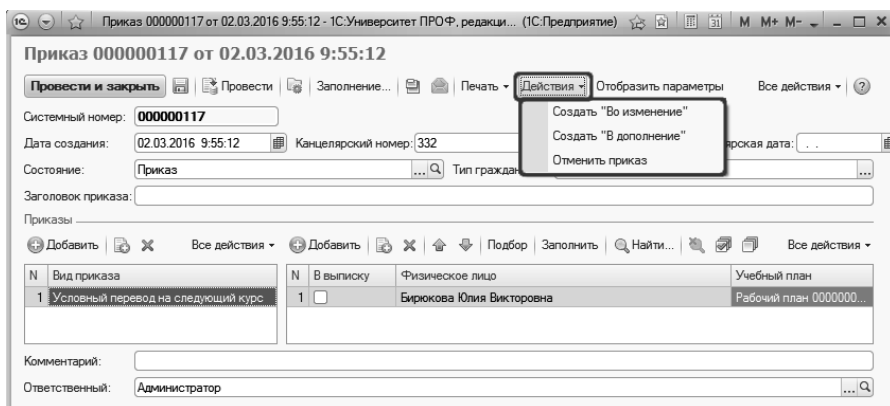 1С Приказ 000000117 от 02.03.2016 9:55:12 - 1С:Университет ПРОФ, редакци... (1С:Предприятие) 31 M M+ M-
Приказ 000000117 от 02.03.2016 9:55:12
Провести и закрыть Провести Заполнение... Печать Действия Отобразить параметры Все действия ?
Создать "Во изменение"
Создать "В дополнение"
Отменить приказ
Системный номер: 000000117
Дата создания: 02.03.2016 9:55:12 Канцелярский номер: 332 рская дата: . .
Состояние: Приказ ... Тип граждан ...
Заголовок приказа:
Приказы
Добавить Все действия Добавить Подбор Заполнить Найти... Все действия
N Вид приказа N В выписку Физическое лицо Учебный план
1 Условный перевод на следующий курс 1 Бирюкова Юлия Викторовна Рабочий план 0000000...
Комментарий:
Ответственный: Администратор ...